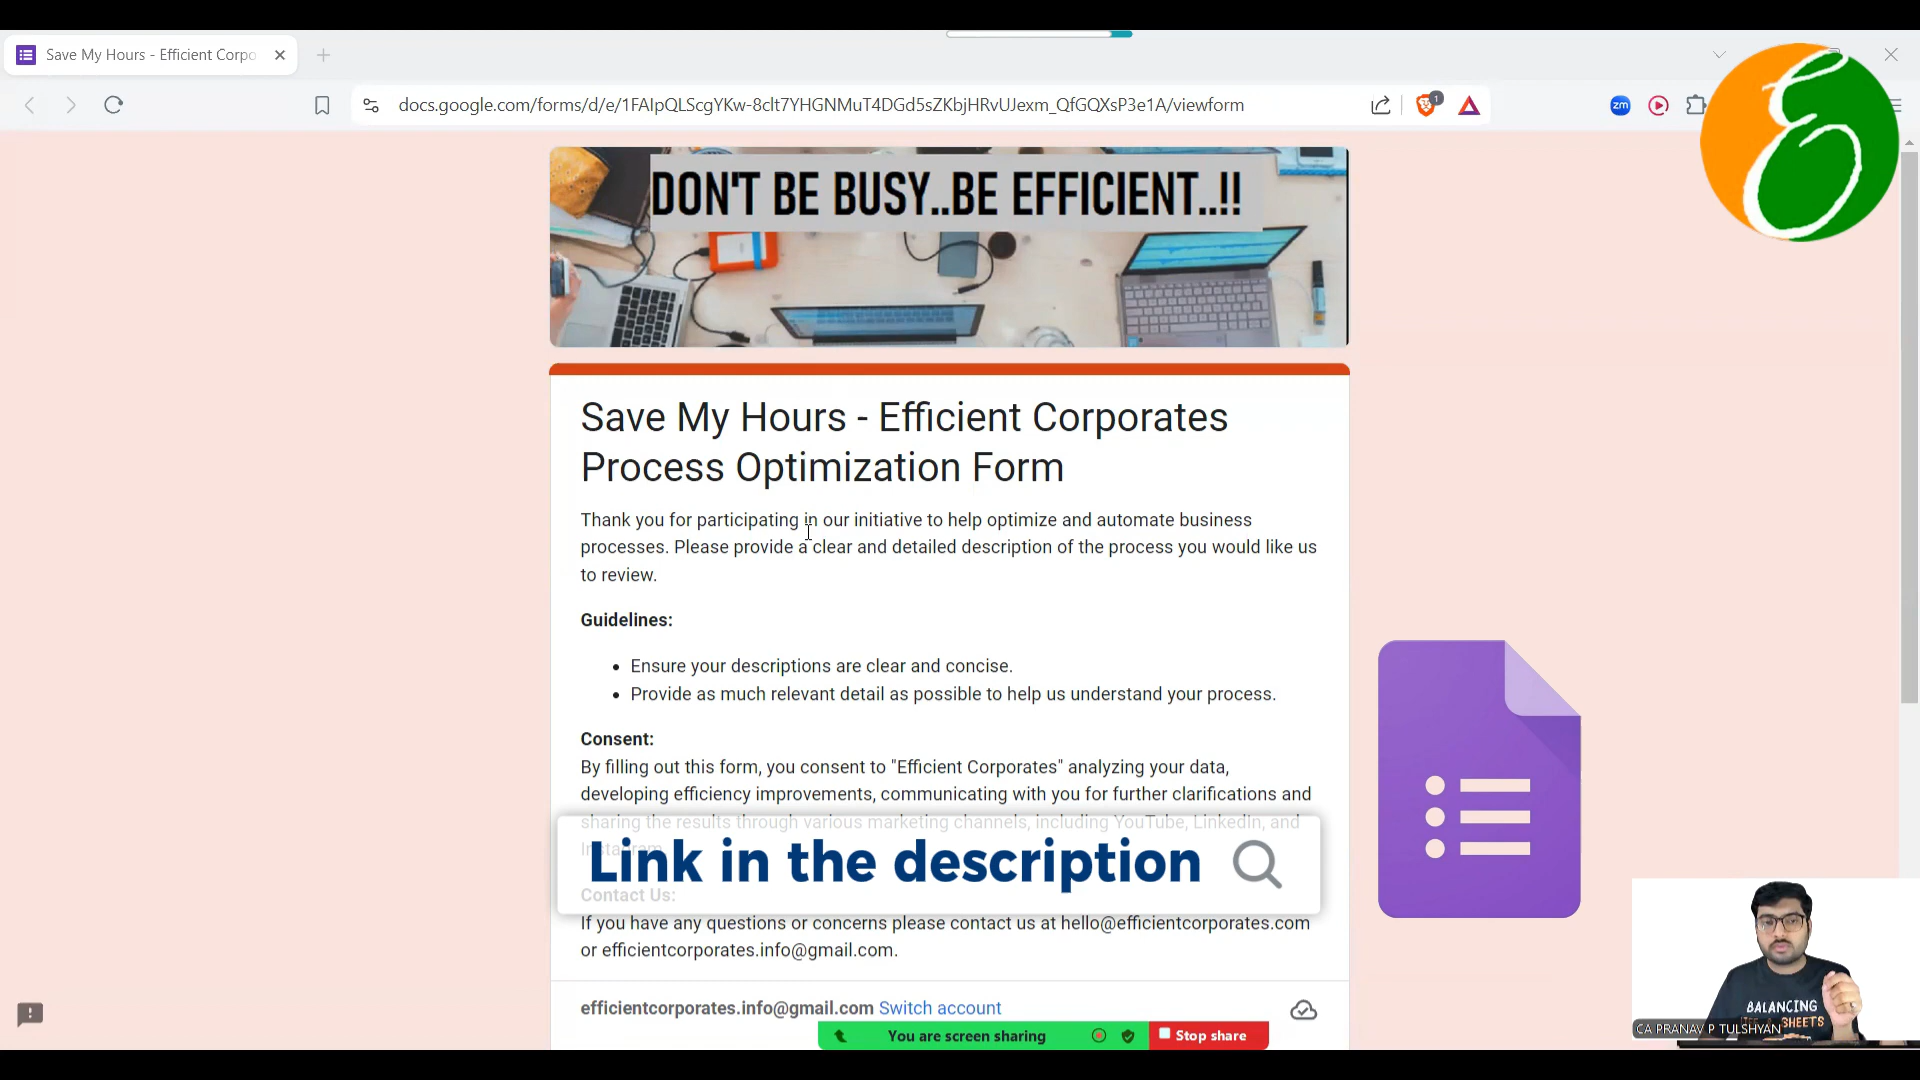 Save My Hours - Efficient Corpo
docs.google.com/forms/d/e/1FAIpQLScgYKw-8clt7YHGNMuT4DGd5sZKbjHRvUJexm_QfGQXsP3e1A/viewform
1
zm
DON'T BE BUSY..BE EFFICIENT..!!
Save My Hours - Efficient Corporates
Process Optimization Form
Thank you for participating in our initiative to help optimize and automate business
processes. Please provide a clear and detailed description of the process you would like us
to review.
Guidelines:
Ensure your descriptions are clear and concise.
Provide as much relevant detail as possible to help us understand your process.
Consent:
By filling out this form, you consent to "Efficient Corporates" analyzing your data,
developing efficiency improvements, communicating with you for further clarifications and
sharing the results through various marketing channels, including YouTube, LinkedIn, and
Link in the description
Contact Us:
If you have any questions or concerns please contact us at hello@efficientcorporates.com
or efficientcorporates.info@gmail.com.
efficientcorporates.info@gmail.com Switch account
You are screen sharing
Stop share
BALANCING
SHEETS
CA PRANAV P TULSHYAN